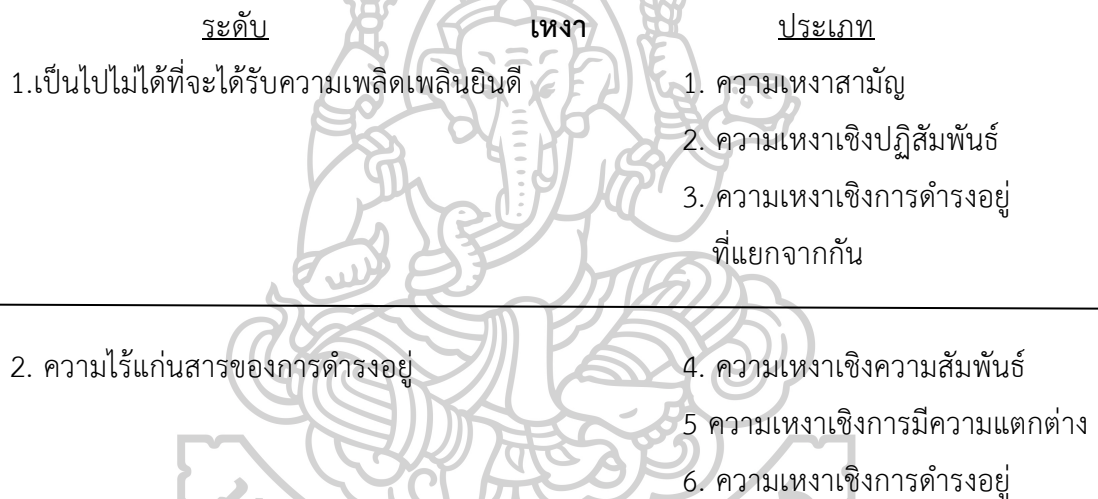 ระดับ เหงา ประเภท
1.เป็นไปไม่ได้ที่จะได้รับความเพลิดเพลินยินดี 1. ความเหงาสามัญ
2. ความเหงาเชิงปฏิสัมพันธ์
3. ความเหงาเชิงการดำรงอยู่
ที่แยกจากกัน
2. ความไร้แก่นสารของการดำรงอยู่ 4. ความเหงาเชิงความสัมพันธ์
5 ความเหงาเชิงการมีความแตกต่าง
6. ความเหงาเชิงการดำรงอยู่